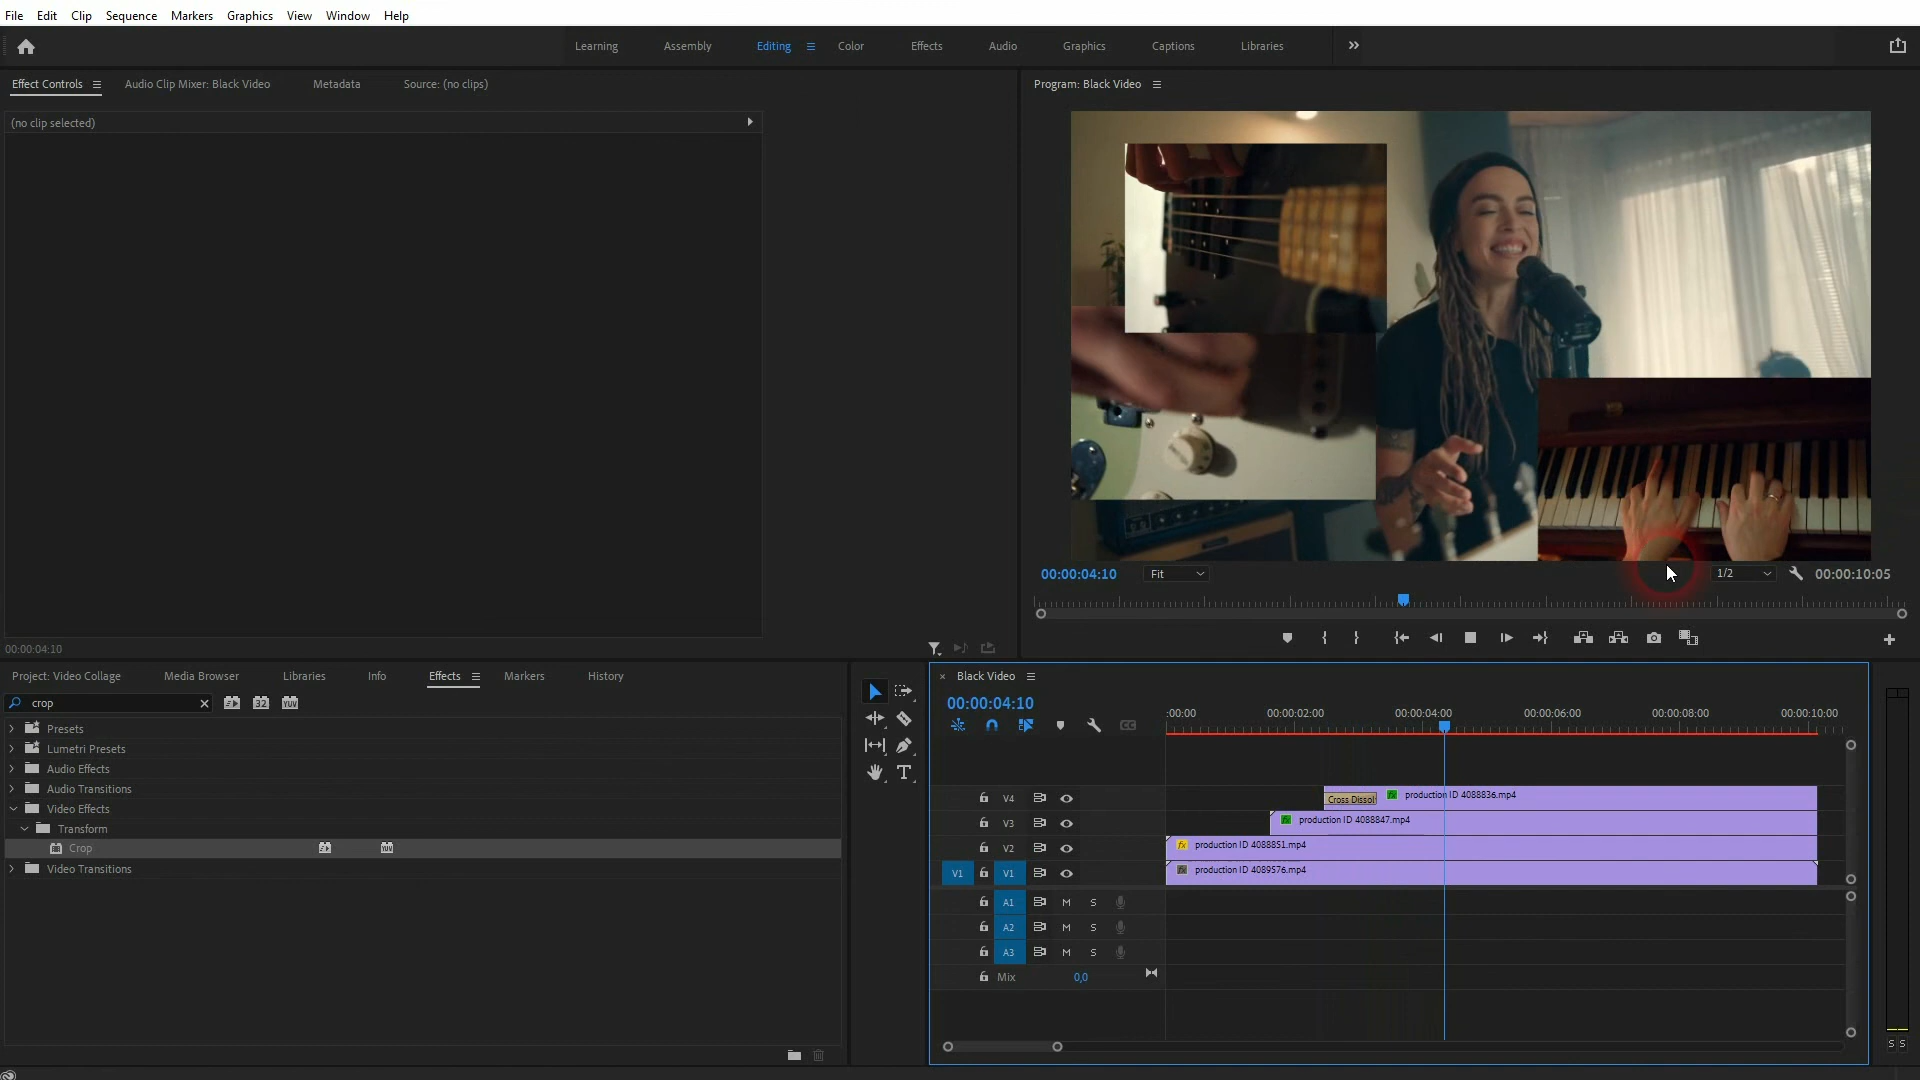 File Edit Clip Sequence Markers Graphics View Window Help
Learning Assembly Editing Color Effects Audio Graphics Captions Libraries
Effect Controls Audio Clip Mixer: Black Video Metadata Source: (no clips)
(no clip selected)
00:00:04:10
Program: Black Video
00:00:04:10 Fit 1/2 00:00:10:05
Project: Video Collage Media Browser Libraries Info Effects Markers History
crop 32 YUV
Presets
Lumetri Presets
Audio Effects
Audio Transitions
Video Effects
Transform
Crop
Video Transitions
Black Video
00:00:04:10
:00:00 00:00:02:00 00:00:04:00 00:00:06:00 00:00:08:00 00:00:10:00
V4 Cross Dissol fx production ID 4088836.mp4
V3 fx production ID 4088847.mp4
V2 fx production ID 4088851.mp4
V1 V1 fx production ID 4089576.mp4
A1 M S
A2 M S
A3 M S
Mix 0,0
S S